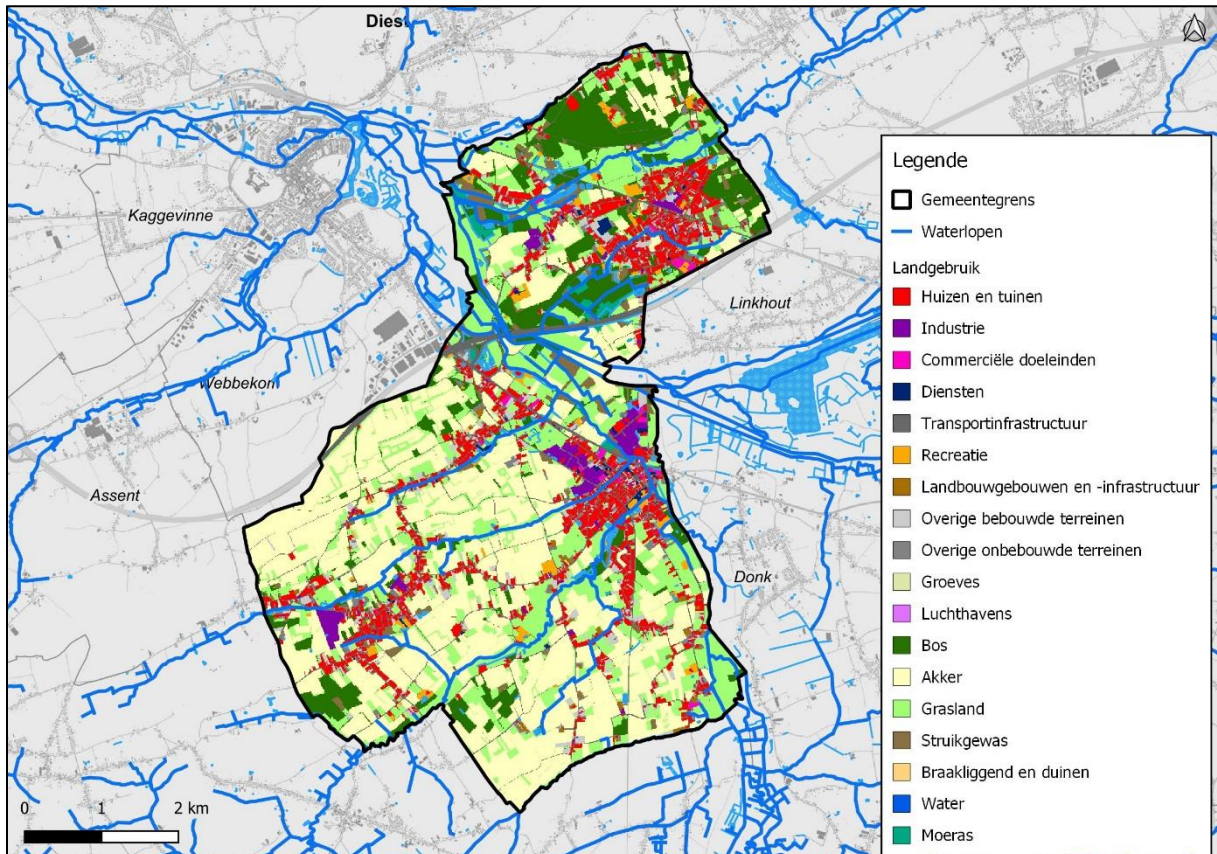 Diest
Kaggevinne
Linkhout
Webbekom
Assent
Donk
0 1 2 km
Legende
Gemeentegrens
Waterlopen
Landgebruik
Huizen en tuinen
Industrie
Commerciële doeleinden
Diensten
Transportinfrastructuur
Recreatie
Landbouwgebouwen en -infrastructuur
Overige bebouwde terreinen
Overige onbebouwde terreinen
Groeves
Luchthavens
Bos
Akker
Grasland
Struikgewas
Braakliggend en duinen
Water
Moeras